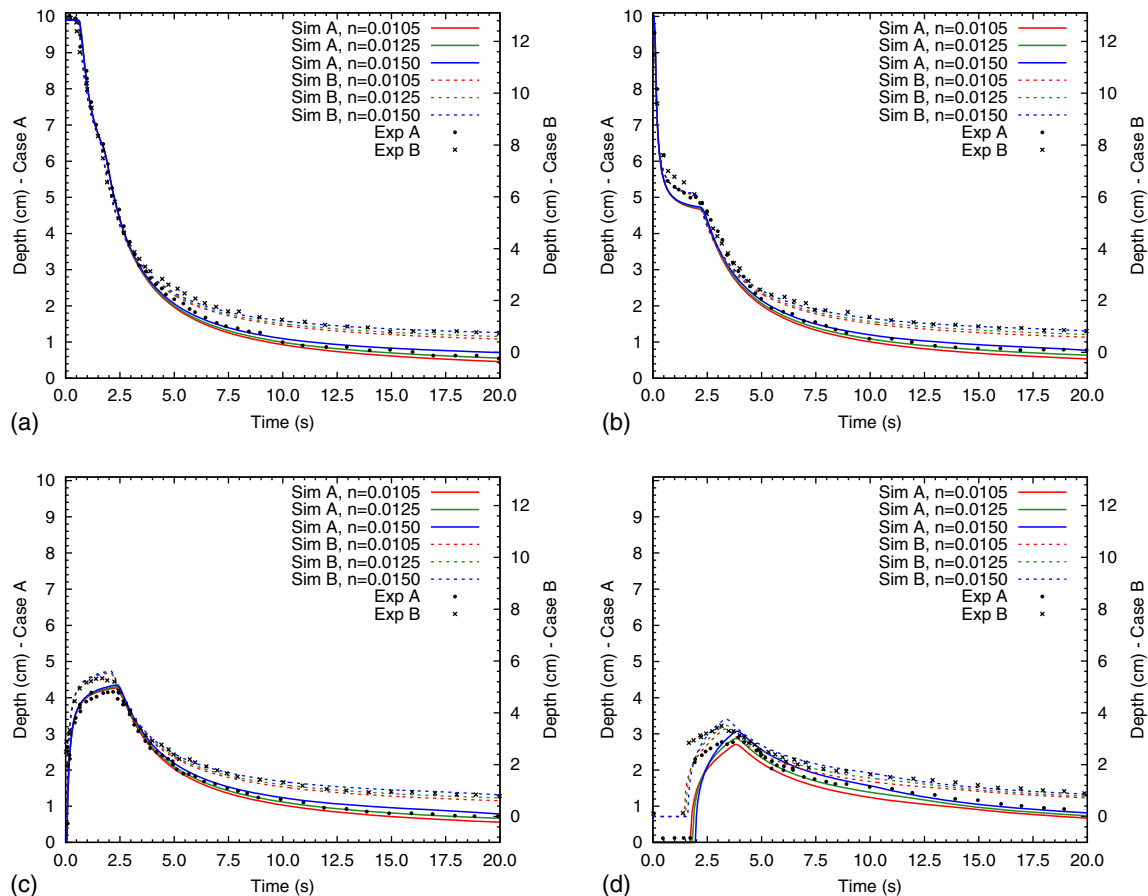 10
9
8
7
6
5
4
3
2
1
0
Depth (cm) - Case A
Sim A, n=0.0105
Sim A, n=0.0125
Sim A, n=0.0150
Sim B, n=0.0105
Sim B, n=0.0125
Sim B, n=0.0150
Exp A
Exp B
12
10
8
6
4
2
0
Depth (cm) - Case B
0.0 2.5 5.0 7.5 10.0 12.5 15.0 17.5 20.0
Time (s)
(a)
10
9
8
7
6
5
4
3
2
1
0
Depth (cm) - Case A
Sim A, n=0.0105
Sim A, n=0.0125
Sim A, n=0.0150
Sim B, n=0.0105
Sim B, n=0.0125
Sim B, n=0.0150
Exp A
Exp B
12
10
8
6
4
2
0
Depth (cm) - Case B
0.0 2.5 5.0 7.5 10.0 12.5 15.0 17.5 20.0
Time (s)
(b)
10
9
8
7
6
5
4
3
2
1
0
Depth (cm) - Case A
Sim A, n=0.0105
Sim A, n=0.0125
Sim A, n=0.0150
Sim B, n=0.0105
Sim B, n=0.0125
Sim B, n=0.0150
Exp A
Exp B
12
10
8
6
4
2
0
Depth (cm) - Case B
0.0 2.5 5.0 7.5 10.0 12.5 15.0 17.5 20.0
Time (s)
(c)
10
9
8
7
6
5
4
3
2
1
0
Depth (cm) - Case A
Sim A, n=0.0105
Sim A, n=0.0125
Sim A, n=0.0150
Sim B, n=0.0105
Sim B, n=0.0125
Sim B, n=0.0150
Exp A
Exp B
12
10
8
6
4
2
0
Depth (cm) - Case B
0.0 2.5 5.0 7.5 10.0 12.5 15.0 17.5 20.0
Time (s)
(d)